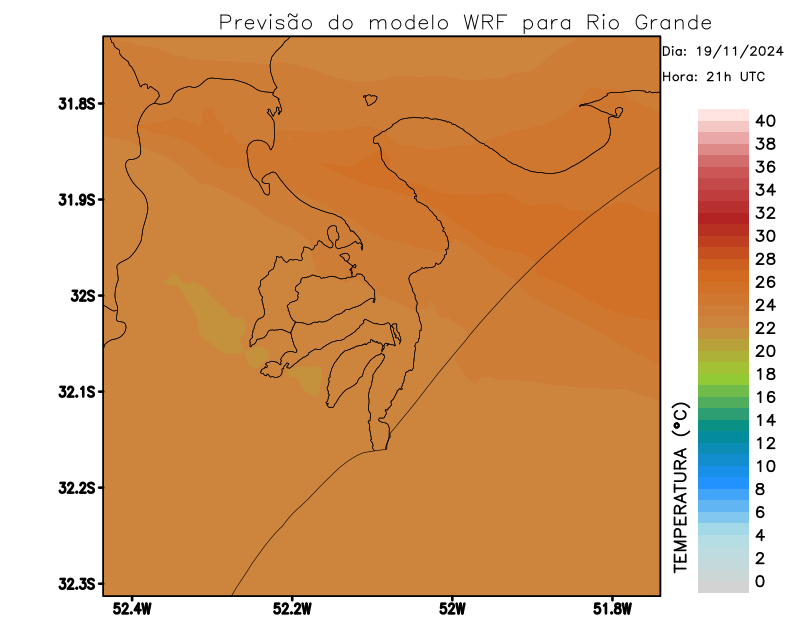 Previsão do modelo WRF para Rio Grande
Dia: 19/11/2024
Hora: 21h UTC
31.8S
31.9S
32S
32.1S
32.2S
32.3S
52.4W
52.2W
52W
51.8W
40
38
36
34
32
30
28
26
24
22
20
18
16
14
12
10
8
6
4
2
0
TEMPERATURA (ºC)